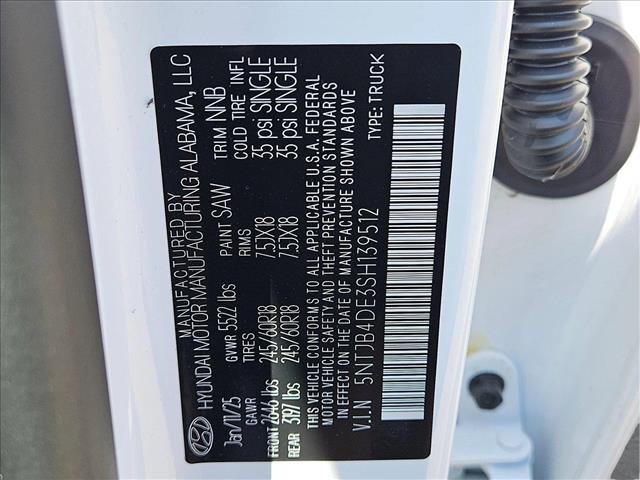 MANUFACTURED BY
HYUNDAI MOTOR MANUFACTURING ALABAMA, LLC
Jan/17/25 GVWR 5522 lbs PAINT SAW TRIM NNB
GAWR TIRES RIMS COLD TIRE INFL
FRONT 2646 lbs 245/60R18 7.5JX18 35 psi SINGLE
REAR 3197 lbs 245/60R18 7.5JX18 35 psi SINGLE
THIS VEHICLE CONFORMS TO ALL APPLICABLE U.S.A. FEDERAL
MOTOR VEHICLE SAFETY AND THEFT PREVENTION STANDARDS
IN EFFECT ON THE DATE OF MANUFACTURE SHOWN ABOVE
V.I.N 5NTJB4DE3SH139512 TYPE: TRUCK